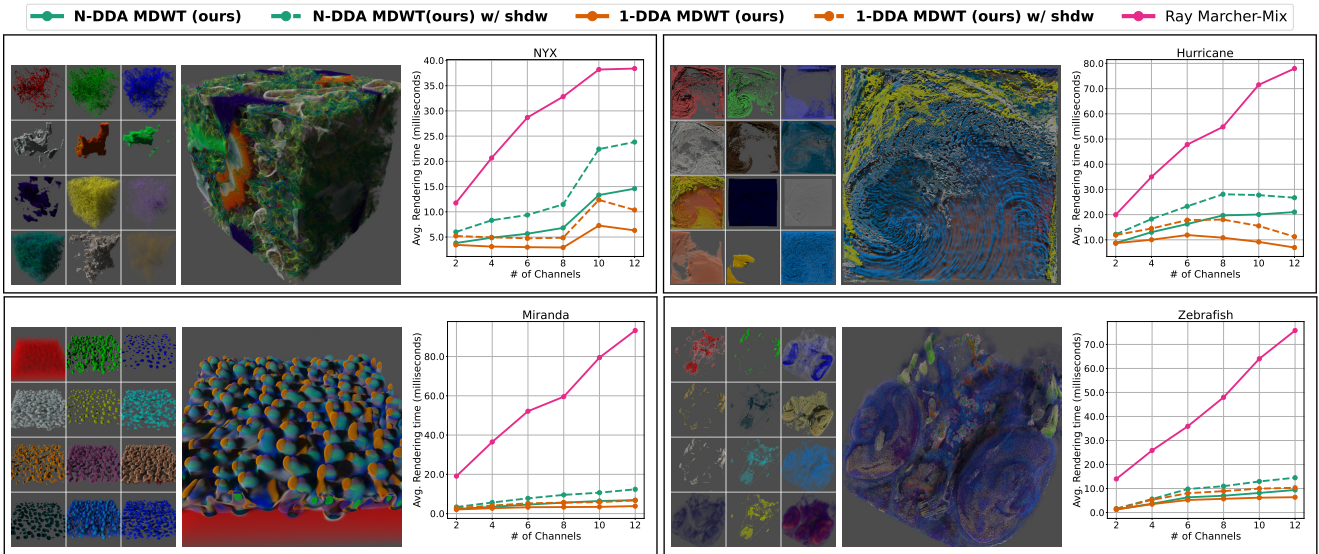 N-DDA MDWT (ours)
N-DDA MDWT(ours) w/ shdw
1-DDA MDWT (ours)
1-DDA MDWT (ours) w/ shdw
Ray Marcher-Mix
NYX
Avg. Rendering time (milliseconds)
40.0
35.0
30.0
25.0
20.0
15.0
10.0
5.0
2 4 6 8 10 12
# of Channels
Hurricane
Avg. Rendering time (milliseconds)
80.0
70.0
60.0
50.0
40.0
30.0
20.0
10.0
2 4 6 8 10 12
# of Channels
Miranda
Avg. Rendering time (milliseconds)
80.0
60.0
40.0
20.0
0.0
2 4 6 8 10 12
# of Channels
Zebrafish
Avg. Rendering time (milliseconds)
70.0
60.0
50.0
40.0
30.0
20.0
10.0
0.0
2 4 6 8 10 12
# of Channels